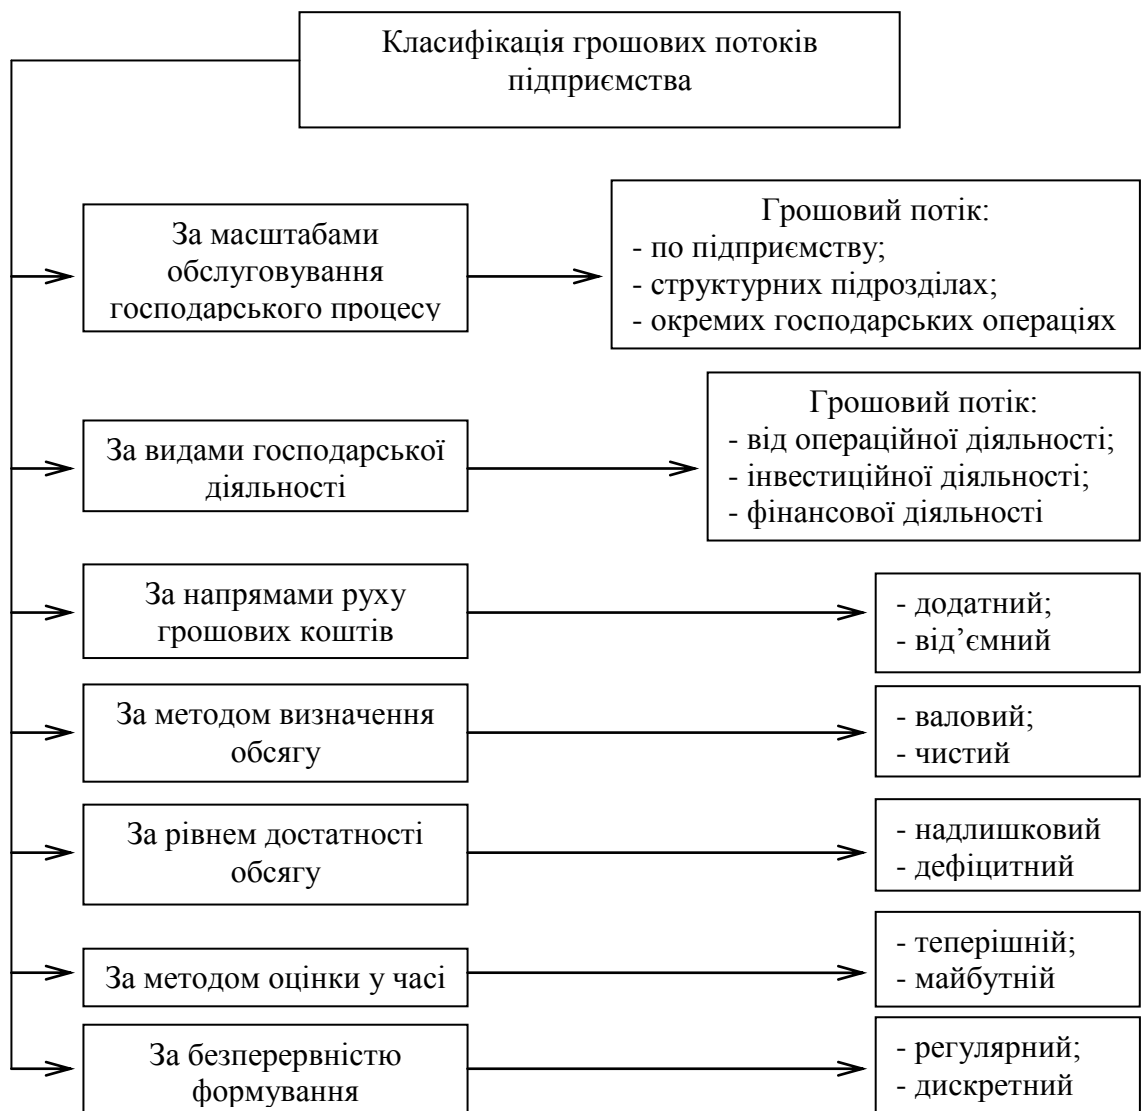 Класифікація грошових потоків
підприємства
За масштабами
обслуговування
господарського процесу
Грошовий потік:
- по підприємству;
- структурних підрозділах;
- окремих господарських операціях
За видами господарської
діяльності
Грошовий потік:
- від операційної діяльності;
- інвестиційної діяльності;
- фінансової діяльності
За напрямами руху
грошових коштів
- додатний;
- від’ємний
За методом визначення
обсягу
- валовий;
- чистий
За рівнем достатності
обсягу
- надлишковий
- дефіцитний
За методом оцінки у часі
- теперішній;
- майбутній
За безперервністю
формування
- регулярний;
- дискретний